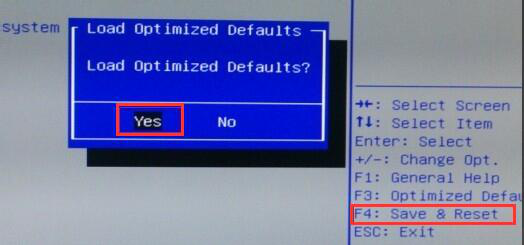 system
Load Optimized Defaults
Load Optimized Defaults?
Yes No
→←: Select Screen
↑↓: Select Item
Enter: Select
+/-: Change Opt.
F1: General Help
F3: Optimized Defau
F4: Save & Reset
ESC: Exit